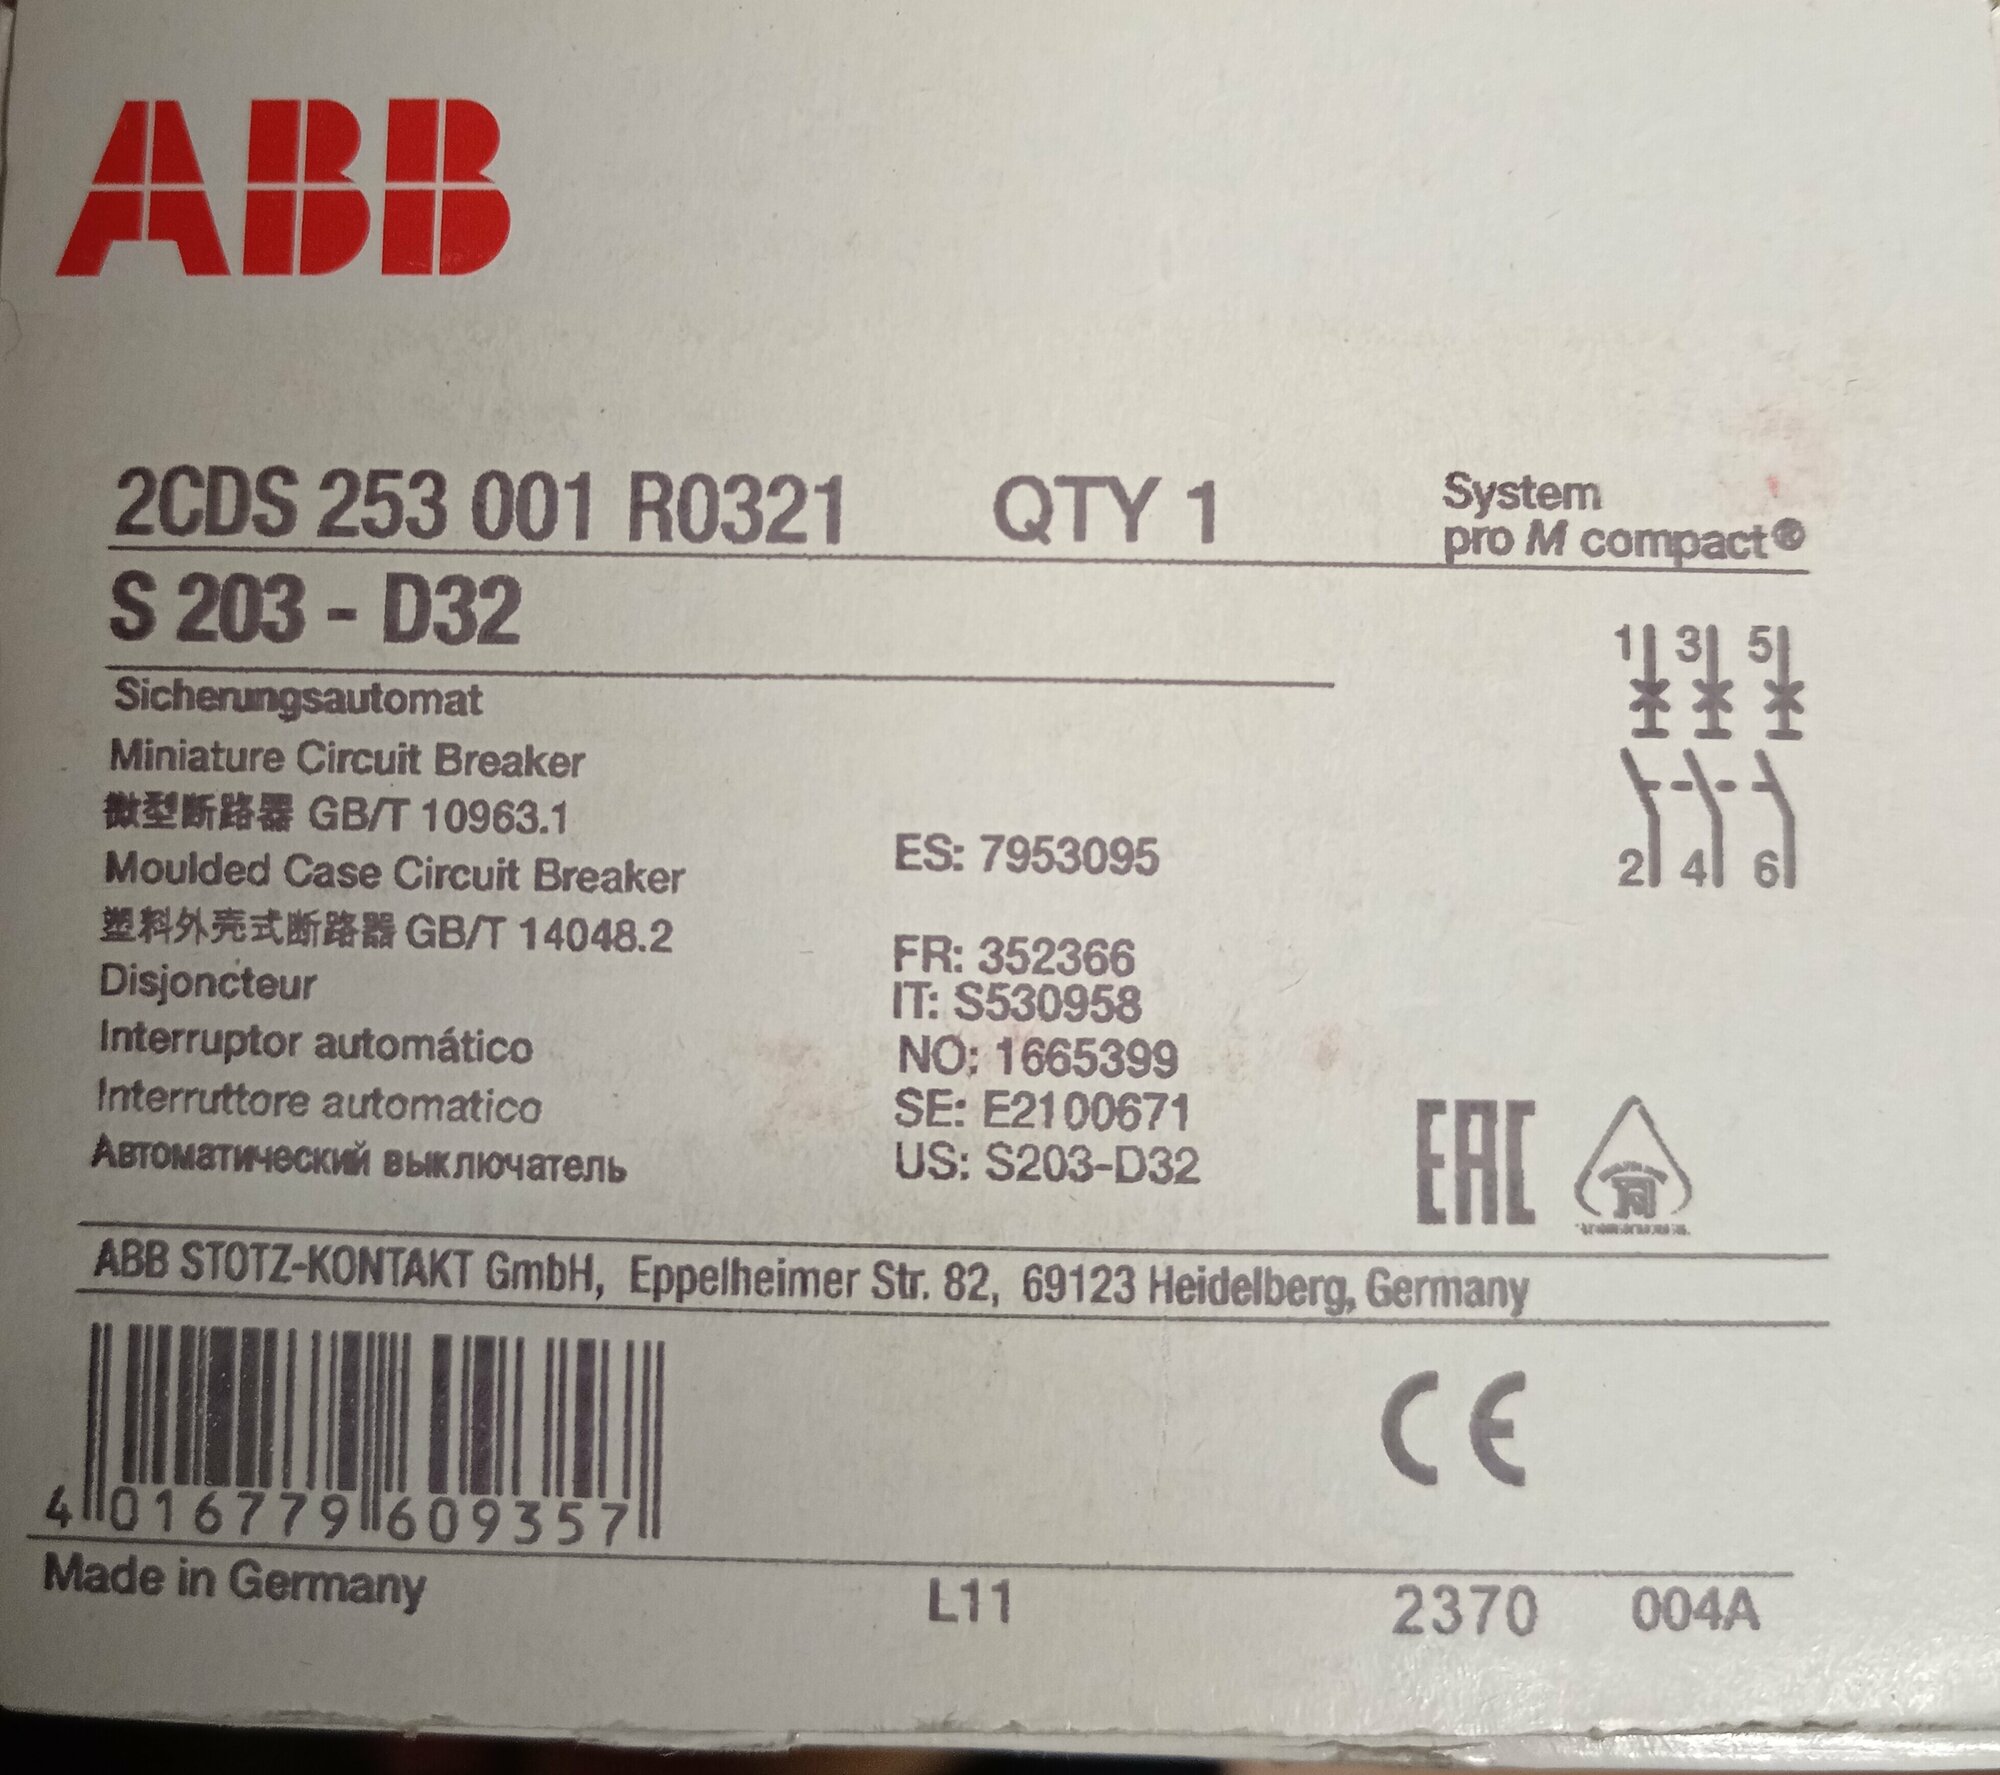 ABB
2CDS 253 001 R0321 QTY 1
System
pro M compact®
S 203 - D32
1 3 5
2 4 6
Sicherungsautomat
Miniature Circuit Breaker
微型断路器 GB/T 10963.1
Moulded Case Circuit Breaker
塑料外壳式断路器 GB/T 14048.2
Disjoncteur
Interruptor automático
Interruttore automatico
Автоматический выключатель
ES: 7953095
FR: 352366
IT: S530958
NO: 1665399
SE: E2100671
US: S203-D32
EAC
ABB STOTZ-KONTAKT GmbH, Eppelheimer Str. 82, 69123 Heidelberg, Germany
CE
4 016779 609357
Made in Germany L11 2370 004A